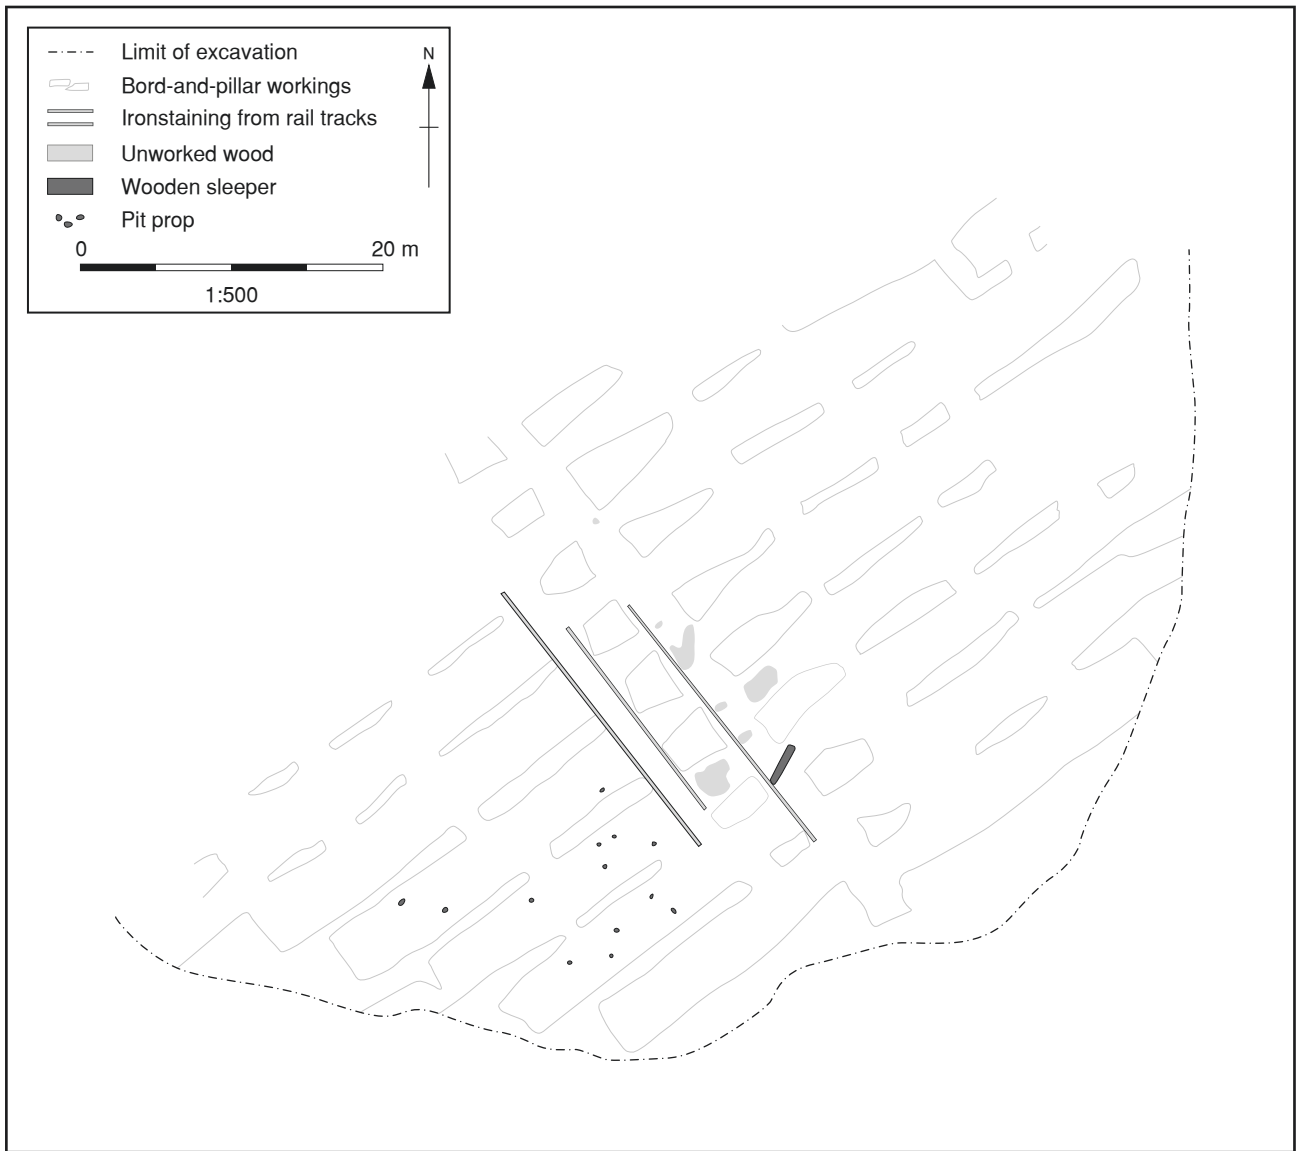 Limit of excavation
N
Bord-and-pillar workings
Ironstaining from rail tracks
Unworked wood
Wooden sleeper
Pit prop
0 20 m
1:500